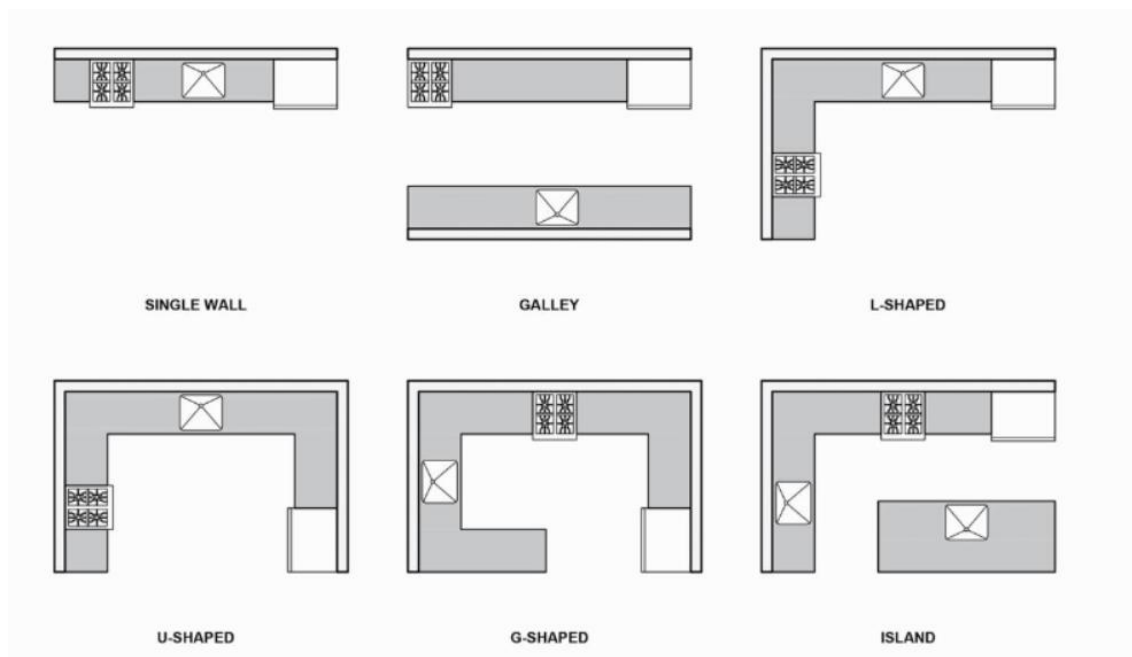 SINGLE WALL
GALLEY
L-SHAPED
U-SHAPED
G-SHAPED
ISLAND